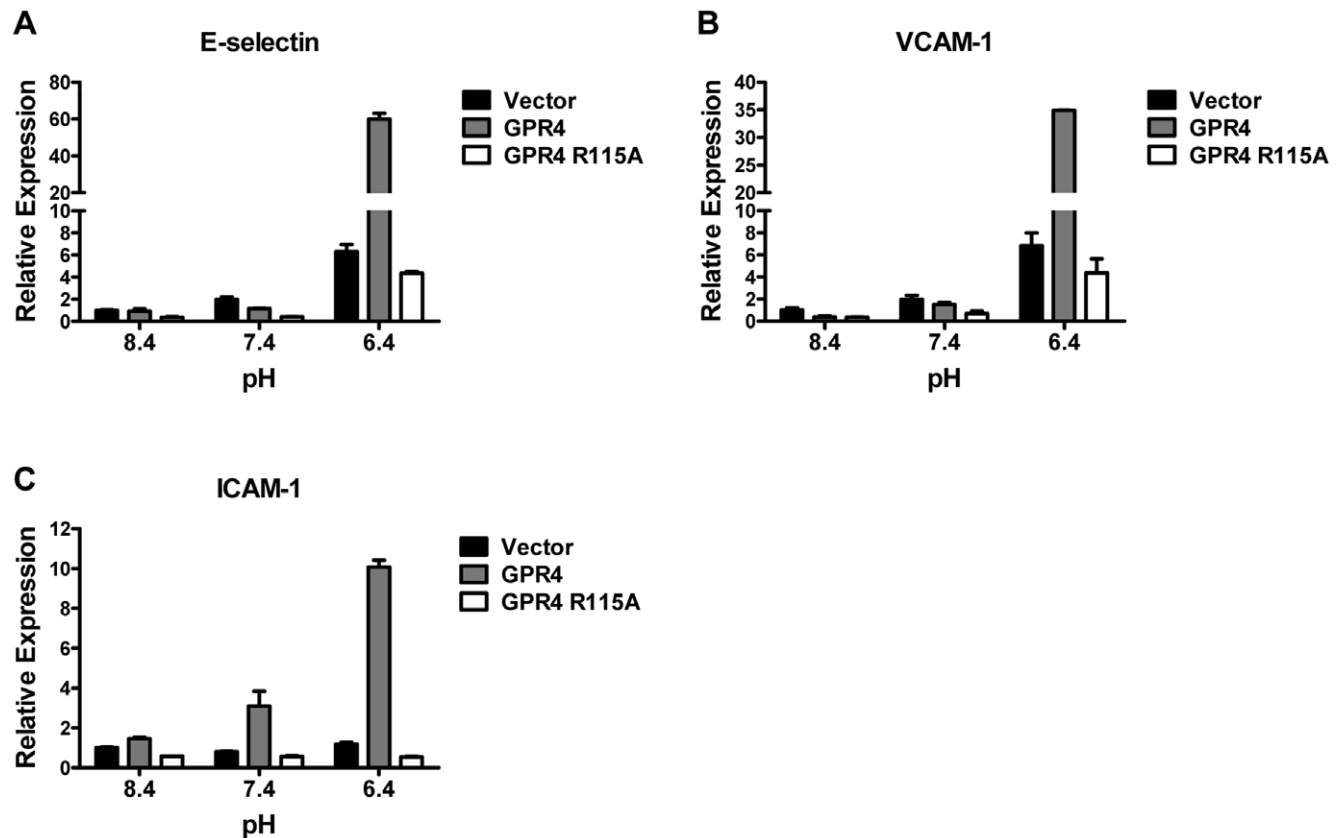 A
E-selectin
Relative Expression
80
60
40
20
10
8
6
4
2
0
8.4 7.4 6.4
pH
Vector
GPR4
GPR4 R115A
B
VCAM-1
Relative Expression
40
35
30
25
20
10
8
6
4
2
0
8.4 7.4 6.4
pH
Vector
GPR4
GPR4 R115A
C
ICAM-1
Relative Expression
12
10
8
6
4
2
0
8.4 7.4 6.4
pH
Vector
GPR4
GPR4 R115A